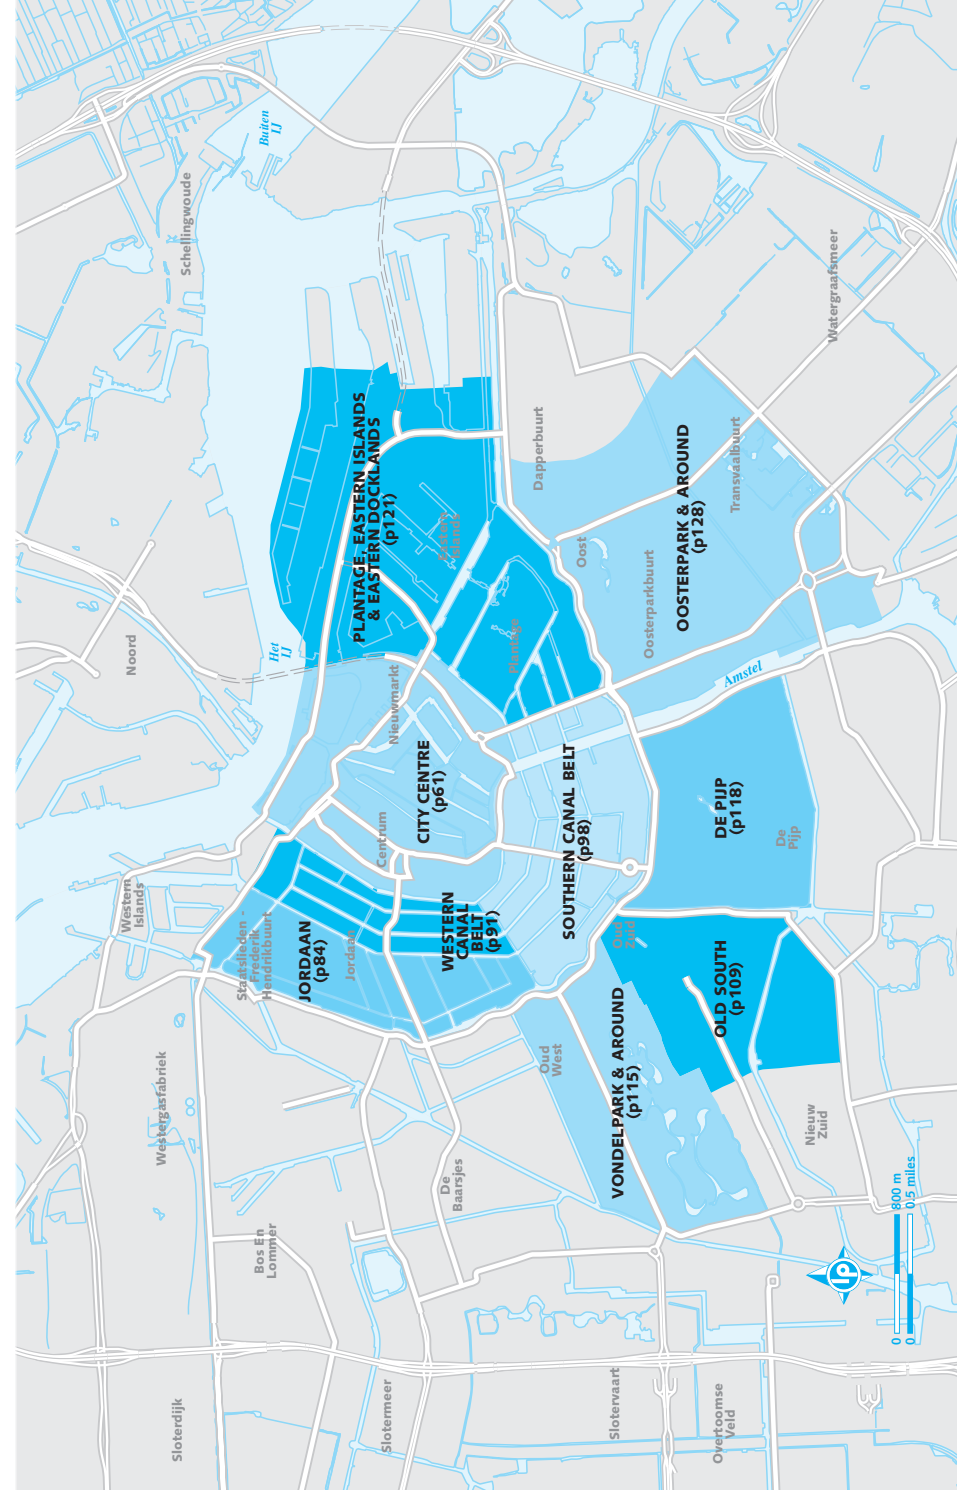 Sloterdijk
Bos En
Lommer
Westergasfabriek
Western
Islands
Staatslieden -
Frederik
Hendrikbuurt
Noord
Schellingwoude
Buiten
IJ
Het
IJ
JORDAAN
(p84)
Jordaan
Slotermeer
De
Baarsjes
WESTERN
CANAL
BELT
(p91)
Centrum
CITY CENTRE
(p61)
Nieuwmarkt
PLANTAGE, EASTERN ISLANDS
& EASTERN DOCKLANDS
(p121)
Eastern
Islands
Plantage
Dapperbuurt
Oost
Oud
West
SOUTHERN CANAL BELT
(p98)
Slotervaart
VONDELPARK & AROUND
(p115)
Oud
Zuid
Oosterparkbuurt
OOSTERPARK & AROUND
(p128)
Amstel
Transvaalbuurt
Overtoomse
Veld
OLD SOUTH
(p109)
DE PIJP
(p118)
De
Pijp
Nieuw
Zuid
Watergraafsmeer
lp
0 800 m
0 0.5 miles